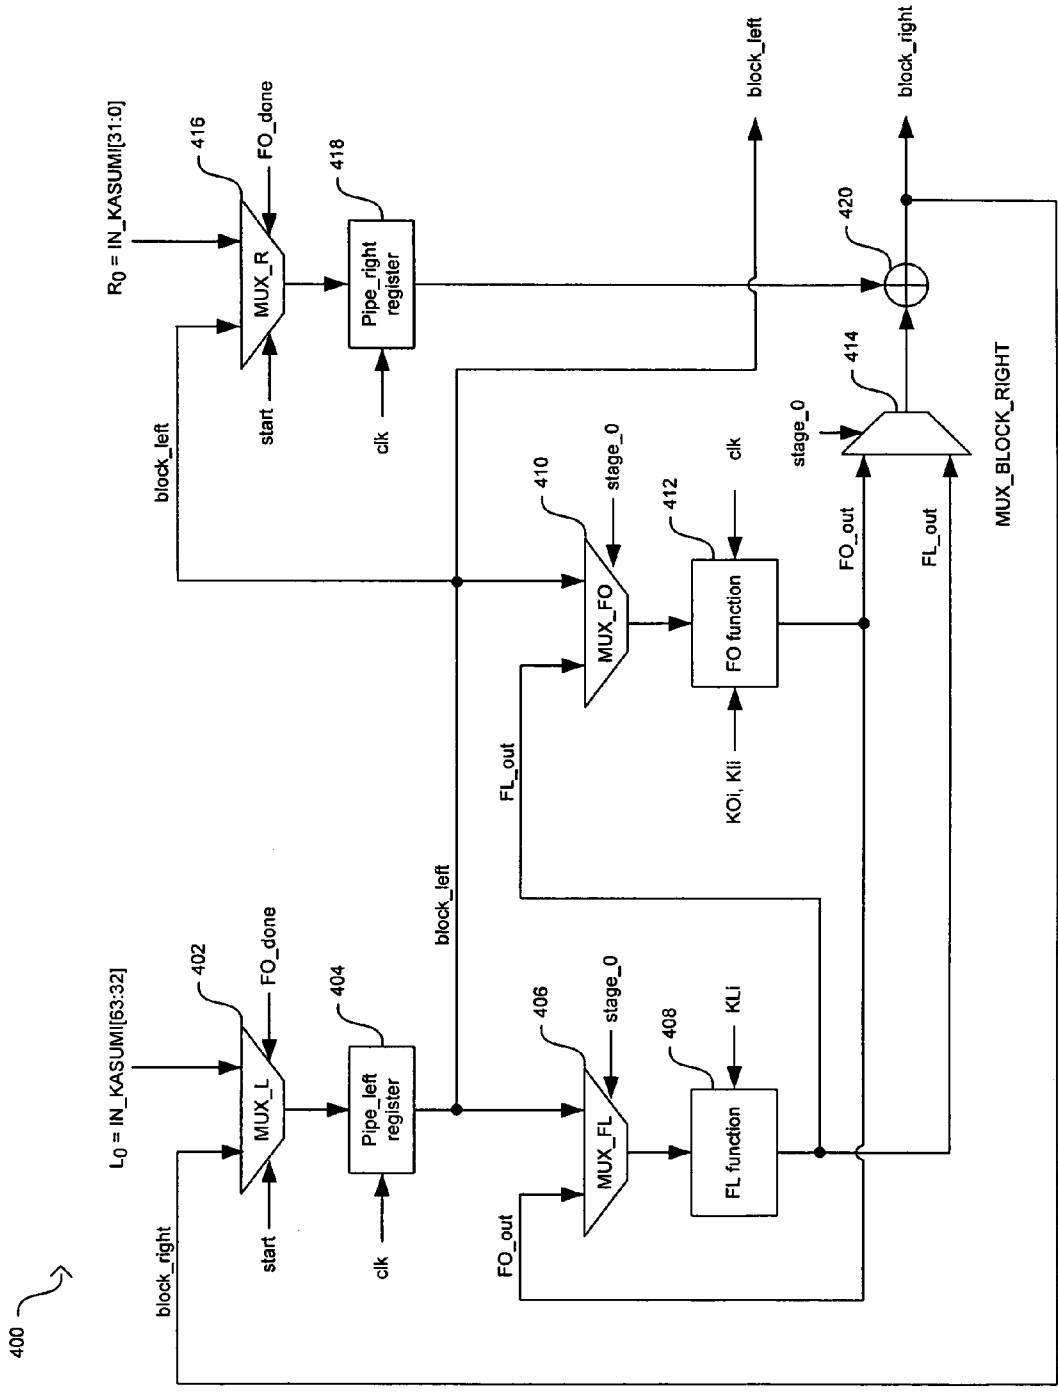 400
L0 = IN_KASUMI[63:32]
R0 = IN_KASUMI[31:0]
block_right
402
block_left
416
MUX_L
MUX_R
start
FO_done
start
FO_done
404
418
Pipe_left
register
Pipe_right
register
clk
clk
block_left
FO_out
406
FL_out
410
MUX_FL
stage_0
MUX_FO
stage_0
408
412
FL function
KLi
KOi, KIi
FO function
clk
block_left
FO_out
stage_0
414
420
FL_out
block_right
MUX_BLOCK_RIGHT